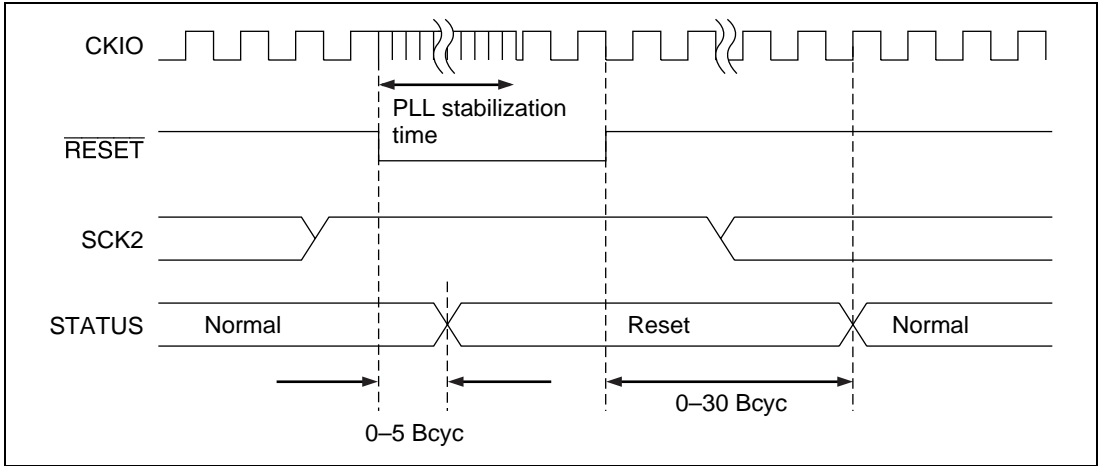 CKIO
PLL stabilization
time
RESET
SCK2
STATUS
Normal
Reset
Normal
0–5 Bcyc
0–30 Bcyc